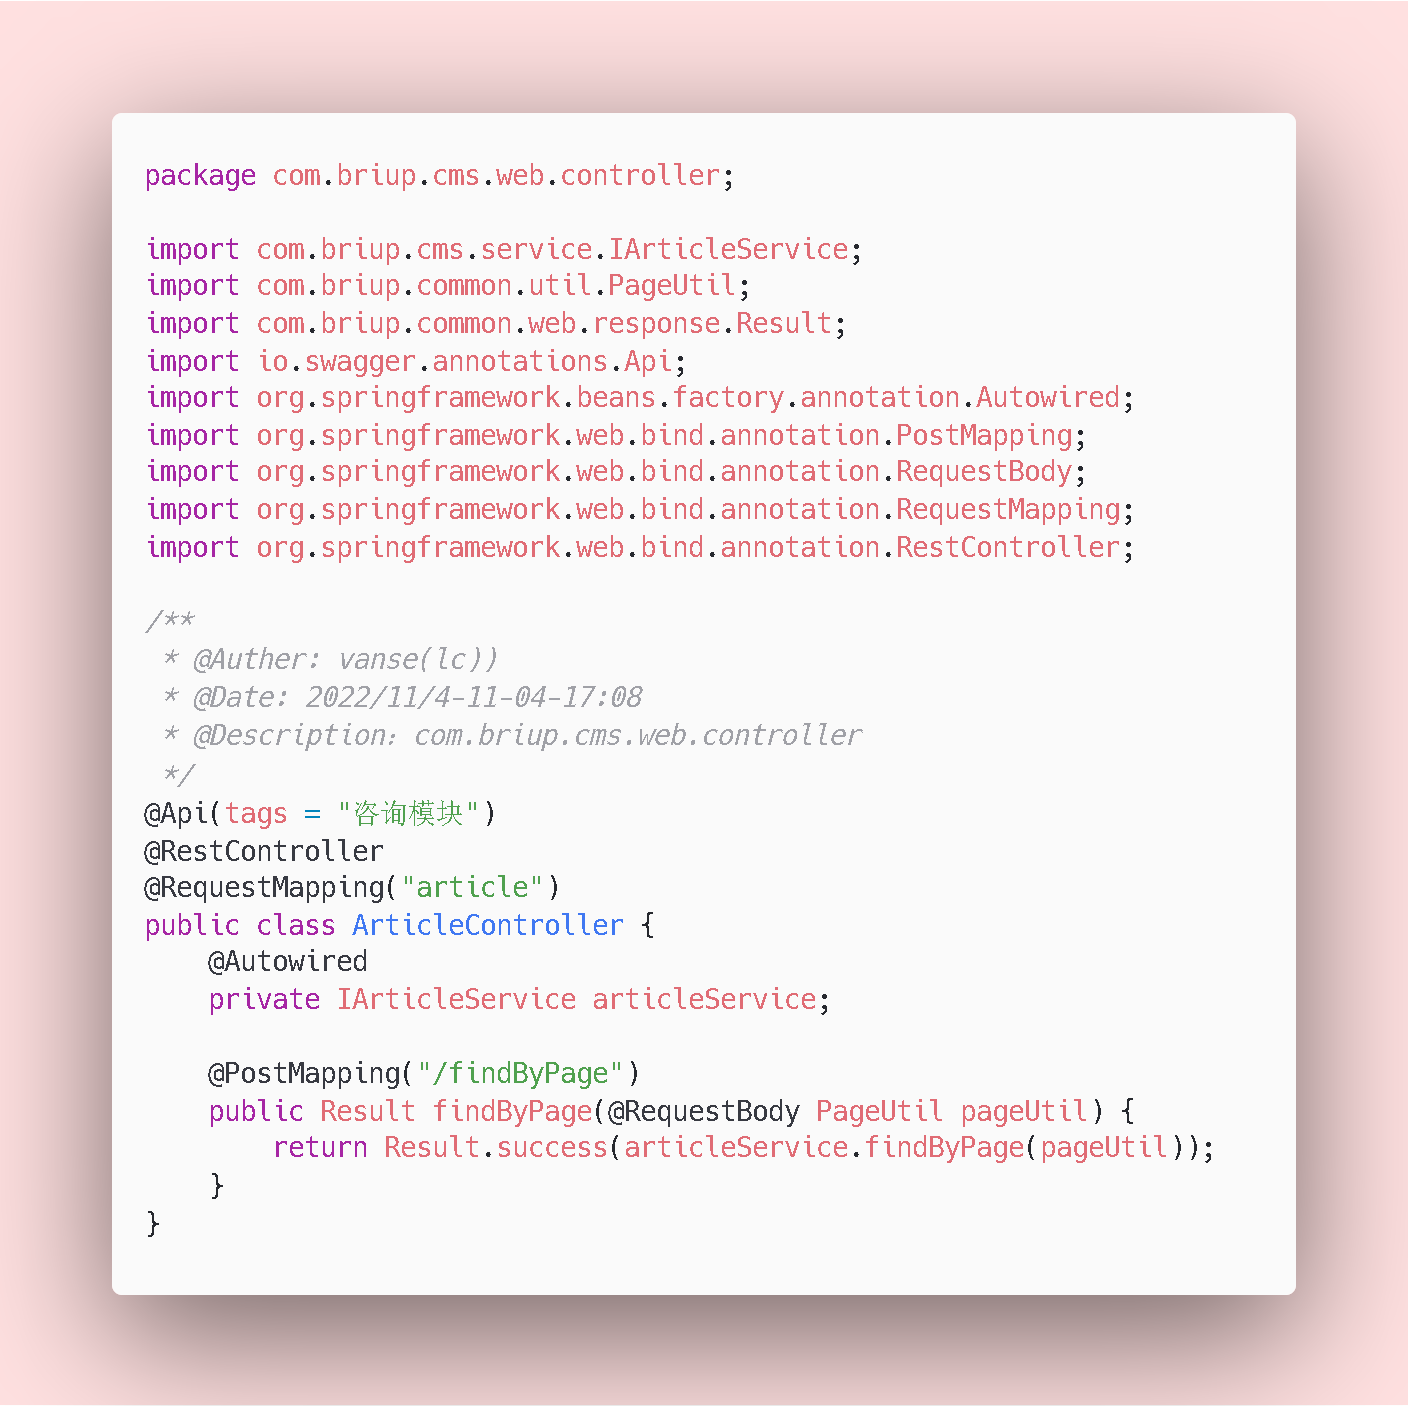 package com.briup.cms.web.controller;
import com.briup.cms.service.IArticleService;
import com.briup.common.util.PageUtil;
import com.briup.common.web.response.Result;
import io.swagger.annotations.Api;
import org.springframework.beans.factory.annotation.Autowired;
import org.springframework.web.bind.annotation.PostMapping;
import org.springframework.web.bind.annotation.RequestBody;
import org.springframework.web.bind.annotation.RequestMapping;
import org.springframework.web.bind.annotation.RestController;
/**
 * @Auther: vanse(lc))
 * @Date: 2022/11/4-11-04-17:08
 * @Description：com.briup.cms.web.controller
 */
@Api(tags = "咨询模块")
@RestController
@RequestMapping("article")
public class ArticleController {
    @Autowired
    private IArticleService articleService;
    @PostMapping("/findByPage")
    public Result findByPage(@RequestBody PageUtil pageUtil) {
        return Result.success(articleService.findByPage(pageUtil));
    }
}